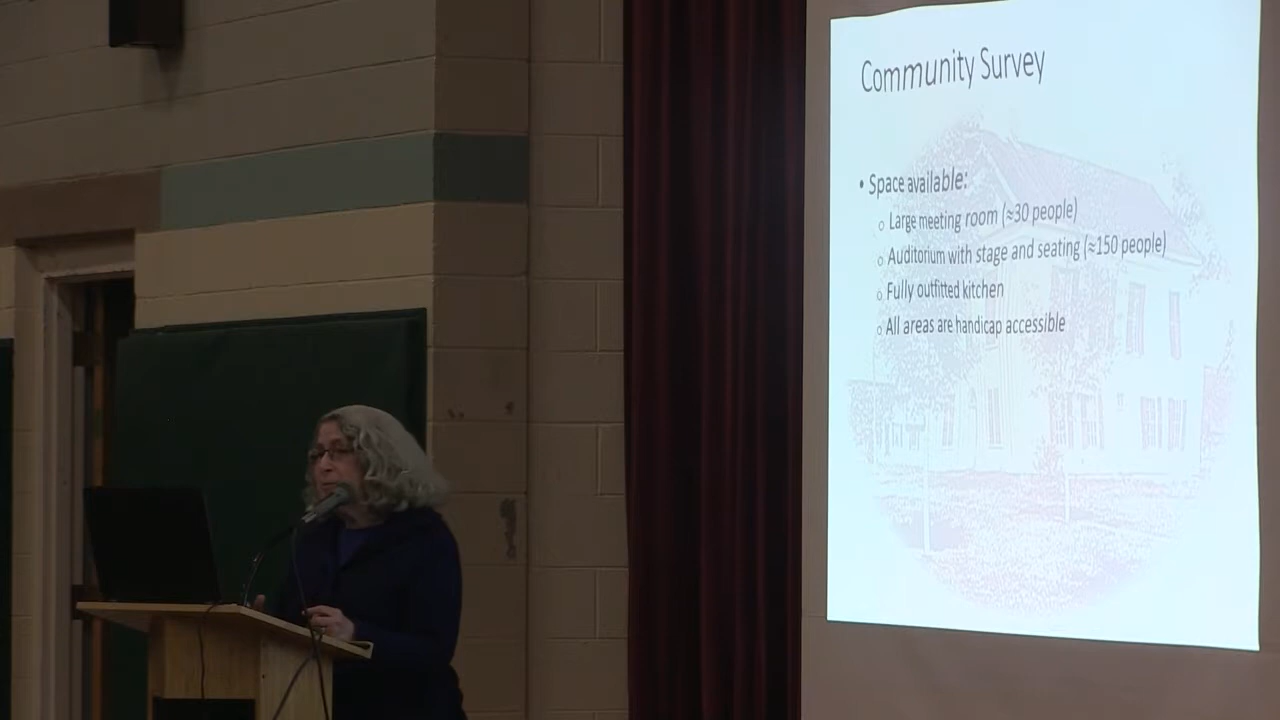 Community Survey
• Space available:
o Large meeting room (≈30 people)
o Auditorium with stage and seating (≈150 people)
o Fully outfitted kitchen
o All areas are handicap accessible